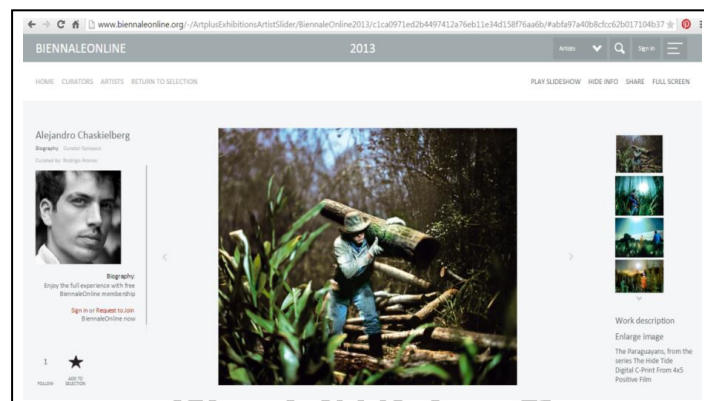 www.biennaleonline.org/-/ArtplusExhibitionsArtistSlider/BiennaleOnline2013/c1ca0971ed2b4497412a76eb11e34d158f76aa6b/#abfa97a40b8cfcc62b017104b37
BIENNALEONLINE 2013 Artists Sign in
HOME CURATORS ARTISTS RETURN TO SELECTION PLAY SLIDESHOW HIDE INFO SHARE FULL SCREEN
Alejandro Chaskielberg
Biography Curator Synopsis
Curated by: Rodrigo Alonso
Biography:
Enjoy the full experience with free
BiennaleOnline membership
Sign in or Request to Join
BiennaleOnline now
1
FOLLOW
ADD TO
SELECTION
Work description
Enlarge image
The Paraguayans, from the
series The Hide Tide
Digital C-Print From 4x5
Positive Film